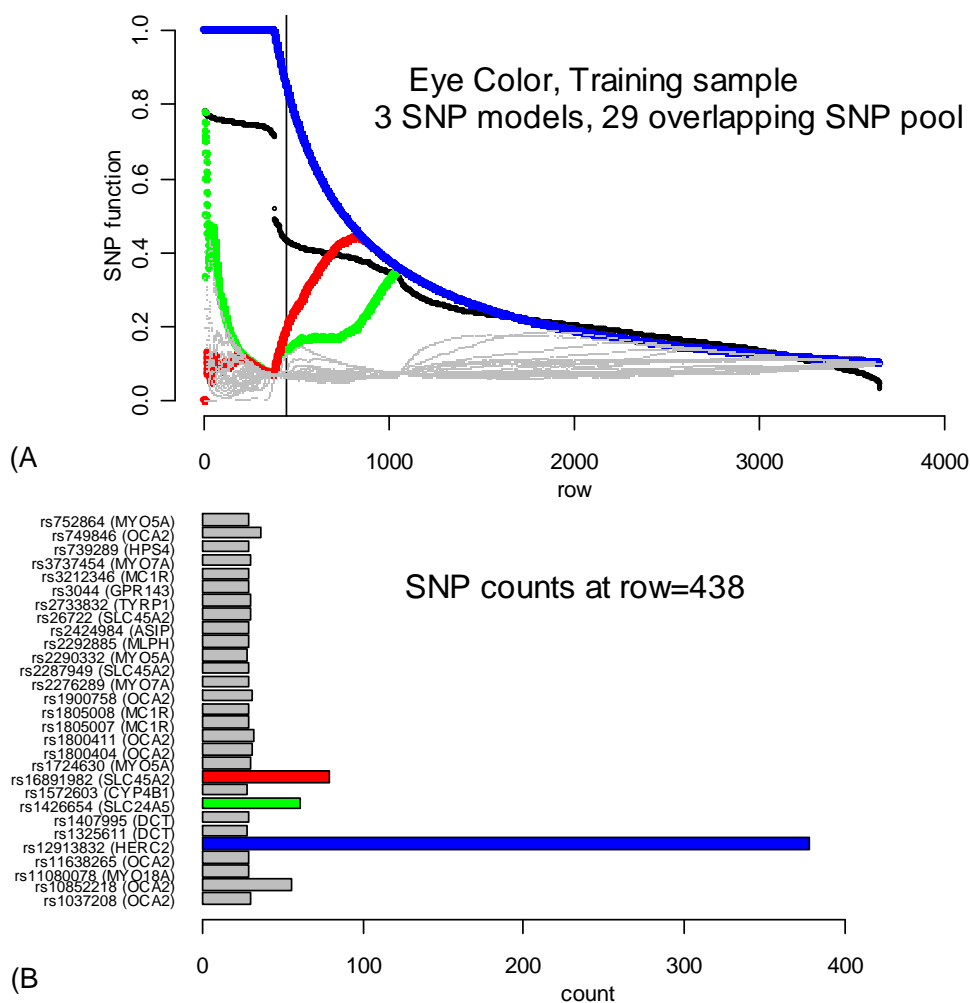 Eye Color, Training sample
3 SNP models, 29 overlapping SNP pool
SNP function
1.0
0.8
0.6
0.4
0.2
0.0
0 1000 2000 3000 4000
row
(A
SNP counts at row=438
rs752864 (MYO5A)
rs749846 (OCA2)
rs739289 (HPS4)
rs3737454 (MYO7A)
rs3212346 (MC1R)
rs3044 (GPR143)
rs2733832 (TYRP1)
rs26722 (SLC45A2)
rs2424984 (ASIP)
rs2292885 (MLPH)
rs2290332 (MYO5A)
rs2287949 (SLC45A2)
rs2276289 (MYO7A)
rs1900758 (OCA2)
rs1805008 (MC1R)
rs1805007 (MC1R)
rs1800411 (OCA2)
rs1800404 (OCA2)
rs1724630 (MYO5A)
rs16891982 (SLC45A2)
rs1572603 (CYP4B1)
rs1426654 (SLC24A5)
rs1407995 (DCT)
rs1325611 (DCT)
rs12913832 (HERC2)
rs11638265 (OCA2)
rs11080078 (MYO18A)
rs10852218 (OCA2)
rs1037208 (OCA2)
0 100 200 300 400
count
(B